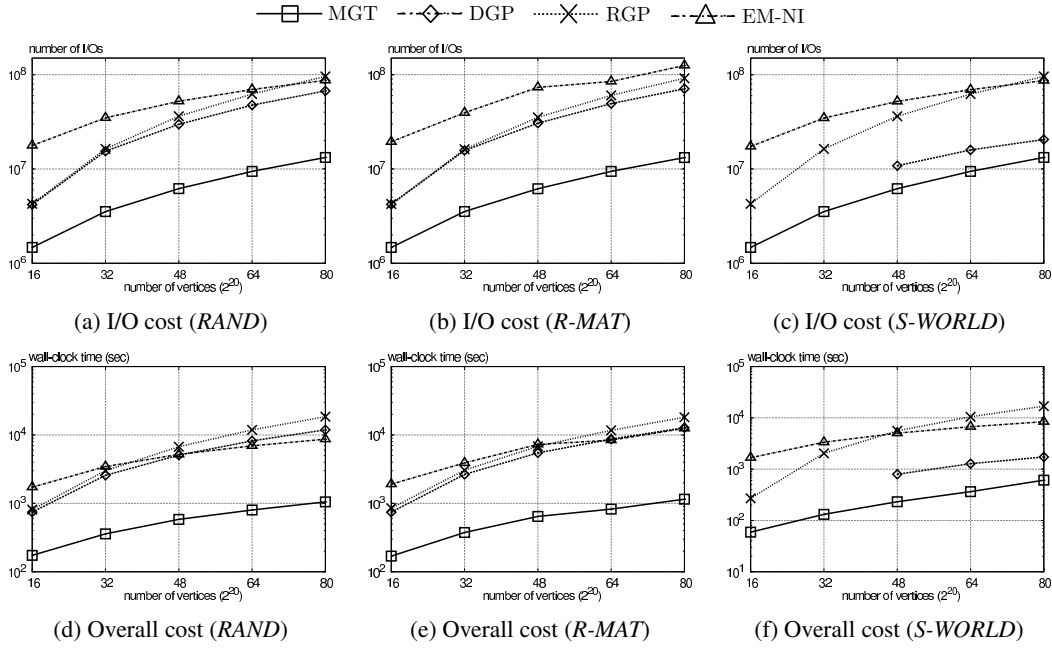 MGT DGP RGP EM-NI
number of I/Os
10^8
10^7
10^6
16 32 48 64 80
number of vertices (2^20)
(a) I/O cost (RAND)
number of I/Os
10^8
10^7
10^6
16 32 48 64 80
number of vertices (2^20)
(b) I/O cost (R-MAT)
number of I/Os
10^8
10^7
10^6
16 32 48 64 80
number of vertices (2^20)
(c) I/O cost (S-WORLD)
wall-clock time (sec)
10^5
10^4
10^3
10^2
16 32 48 64 80
number of vertices (2^20)
(d) Overall cost (RAND)
wall-clock time (sec)
10^5
10^4
10^3
10^2
16 32 48 64 80
number of vertices (2^20)
(e) Overall cost (R-MAT)
wall-clock time (sec)
10^5
10^4
10^3
10^2
10^1
16 32 48 64 80
number of vertices (2^20)
(f) Overall cost (S-WORLD)